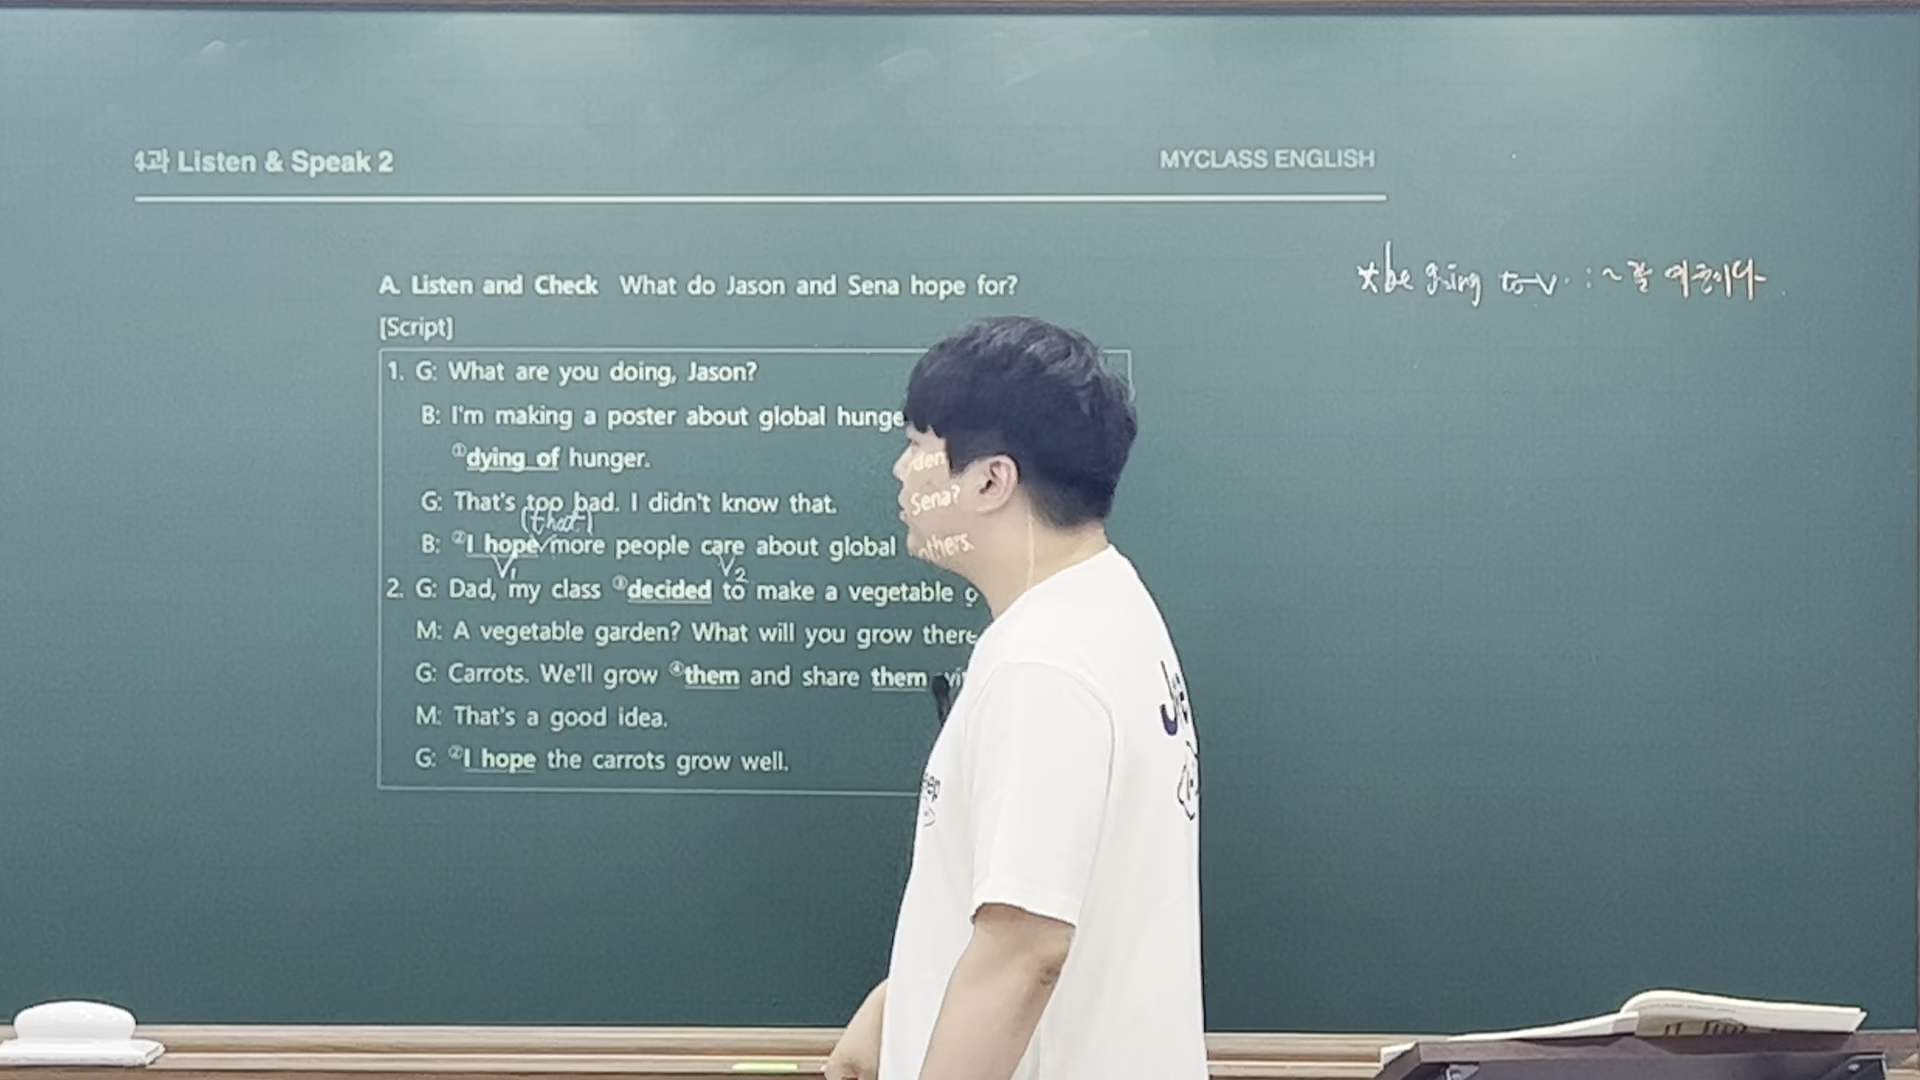 4과 Listen & Speak 2
MYCLASS ENGLISH
*be going to-v. : ~할 예정이다.
A. Listen and Check What do Jason and Sena hope for?
[Script]
1. G: What are you doing, Jason?
B: I'm making a poster about global hunge
①dying of hunger.
G: That's too bad. I didn't know that.
(that)
B: ②I hope more people care about global
V1 V2
2. G: Dad, my class ③decided to make a vegetable
rden
Sena?
M: A vegetable garden? What will you grow there
G: Carrots. We'll grow ④them and share them wi
others.
M: That's a good idea.
G: ②I hope the carrots grow well.